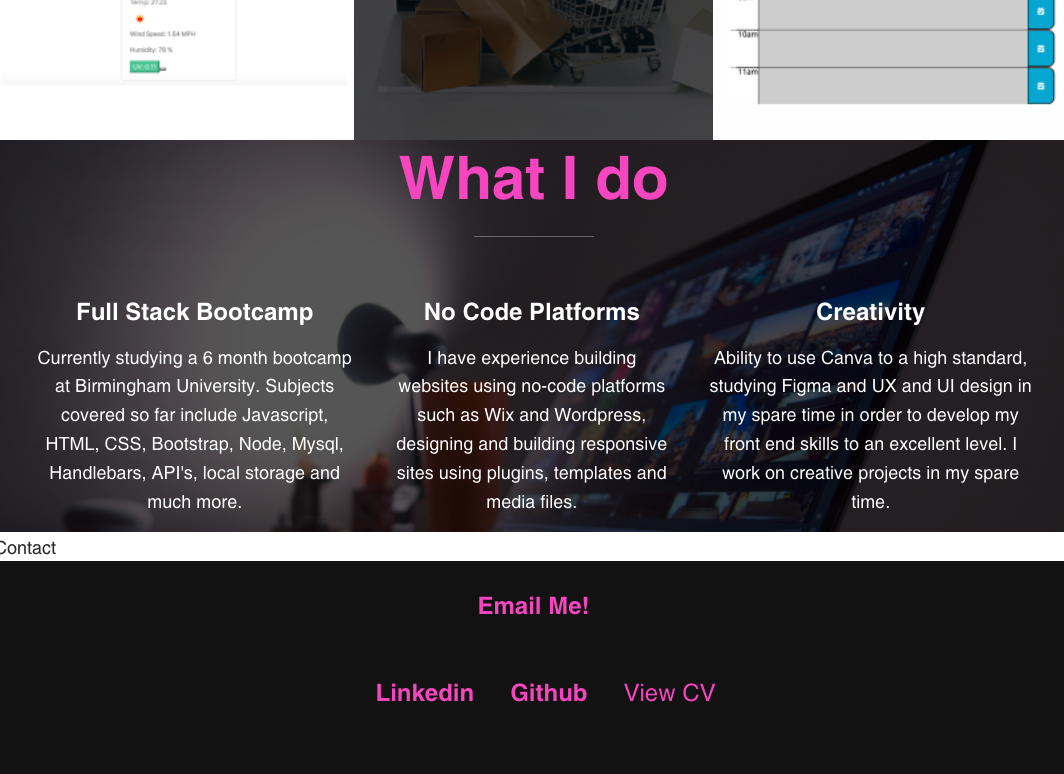 Temp: 27.23
Wind Speed: 1.54 MPH
Humidity: 78 %
UV: 0.11
10am
11am
What I do
Full Stack Bootcamp
Currently studying a 6 month bootcamp
at Birmingham University. Subjects
covered so far include Javascript,
HTML, CSS, Bootstrap, Node, Mysql,
Handlebars, API's, local storage and
much more.
No Code Platforms
I have experience building
websites using no-code platforms
such as Wix and Wordpress,
designing and building responsive
sites using plugins, templates and
media files.
Creativity
Ability to use Canva to a high standard,
studying Figma and UX and UI design in
my spare time in order to develop my
front end skills to an excellent level. I
work on creative projects in my spare
time.
Contact
Email Me!
Linkedin Github View CV